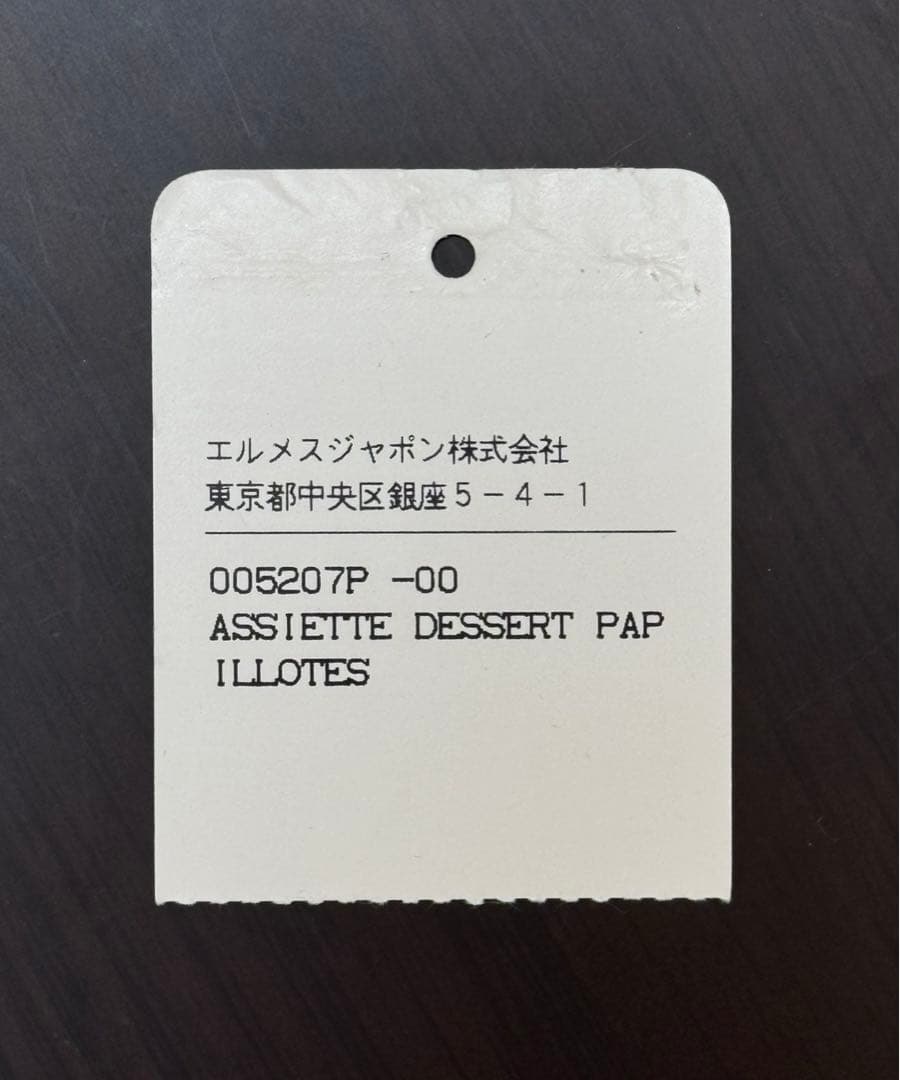 エルメスジャポン株式会社
東京都中央区銀座５－４－１
005207P -00
ASSIETTE DESSERT PAP
ILLOTES